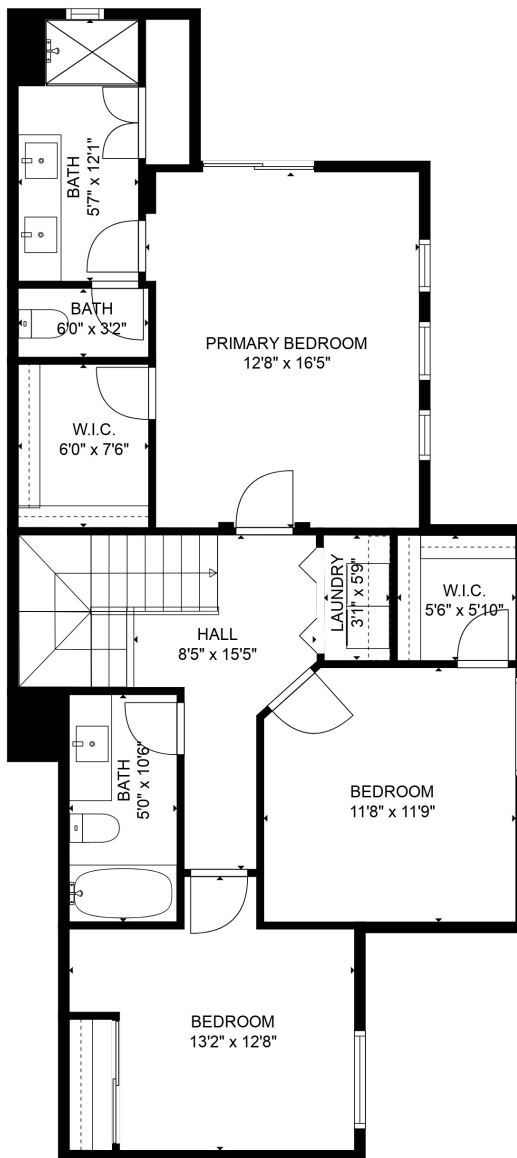 BATH
5'7" x 12'1"
BATH
6'0" x 3'2"
PRIMARY BEDROOM
12'8" x 16'5"
W.I.C.
6'0" x 7'6"
LAUNDRY
3'1" x 5'9"
W.I.C.
5'6" x 5'10"
HALL
8'5" x 15'5"
BATH
5'0" x 10'6"
BEDROOM
11'8" x 11'9"
BEDROOM
13'2" x 12'8"